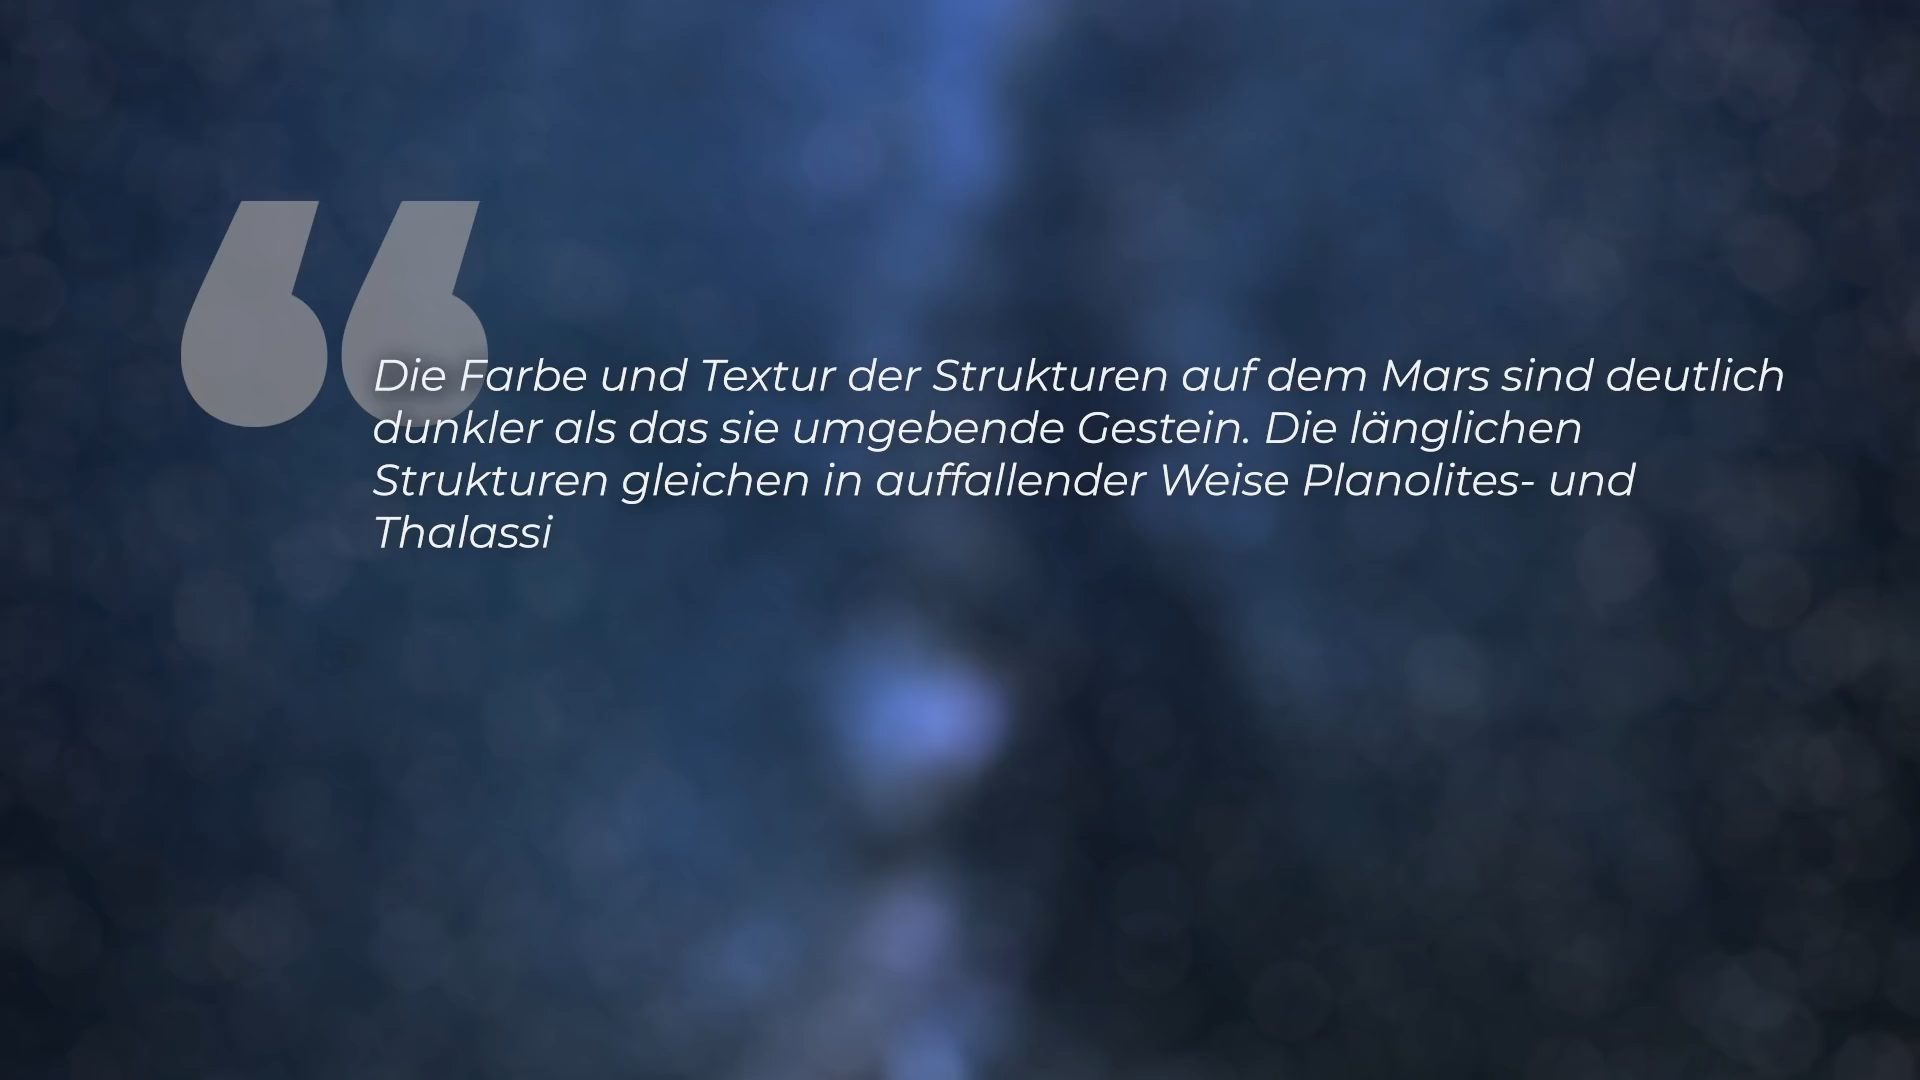 Die Farbe und Textur der Strukturen auf dem Mars sind deutlich
dunkler als das sie umgebende Gestein. Die länglichen
Strukturen gleichen in auffallender Weise Planolites- und
Thalassi